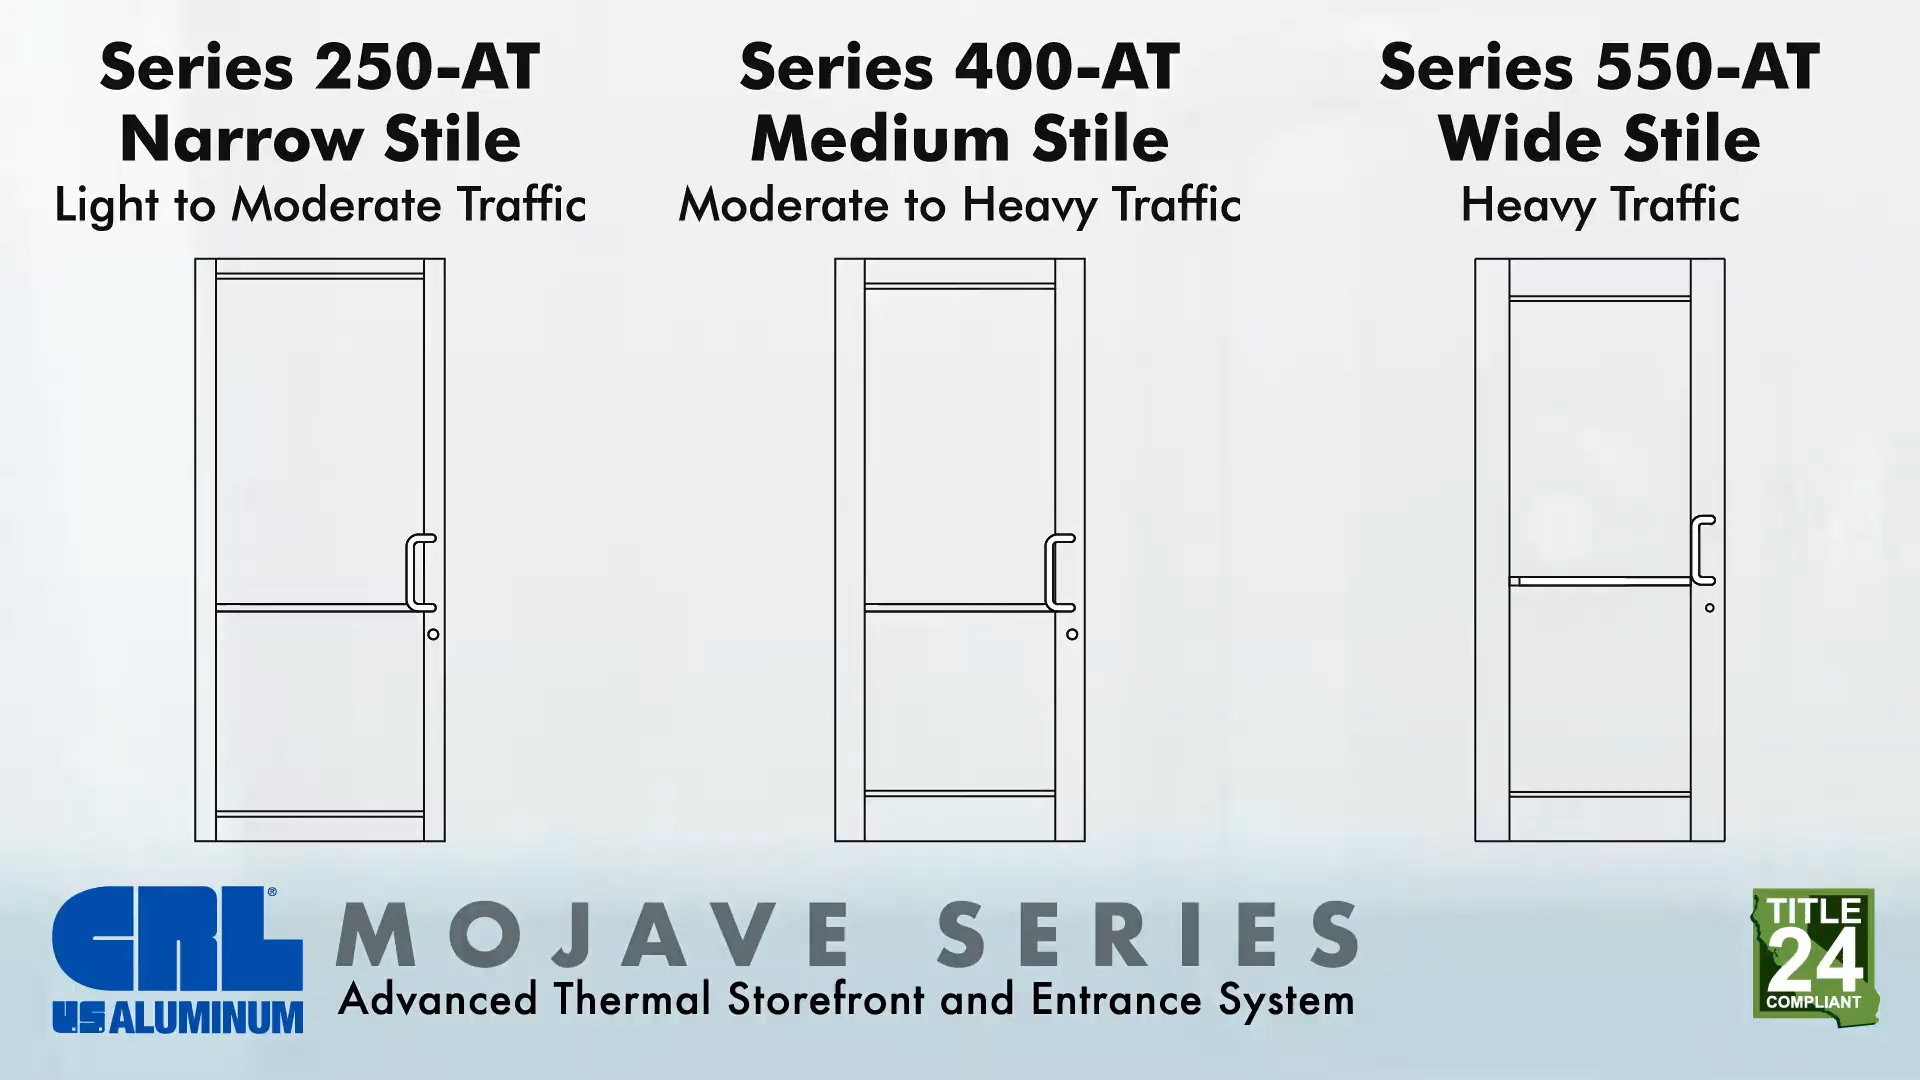 Series 250-AT
Narrow Stile
Light to Moderate Traffic
Series 400-AT
Medium Stile
Moderate to Heavy Traffic
Series 550-AT
Wide Stile
Heavy Traffic
CRL®
U.S. ALUMINUM
MOJAVE SERIES
Advanced Thermal Storefront and Entrance System
TITLE
24
COMPLIANT